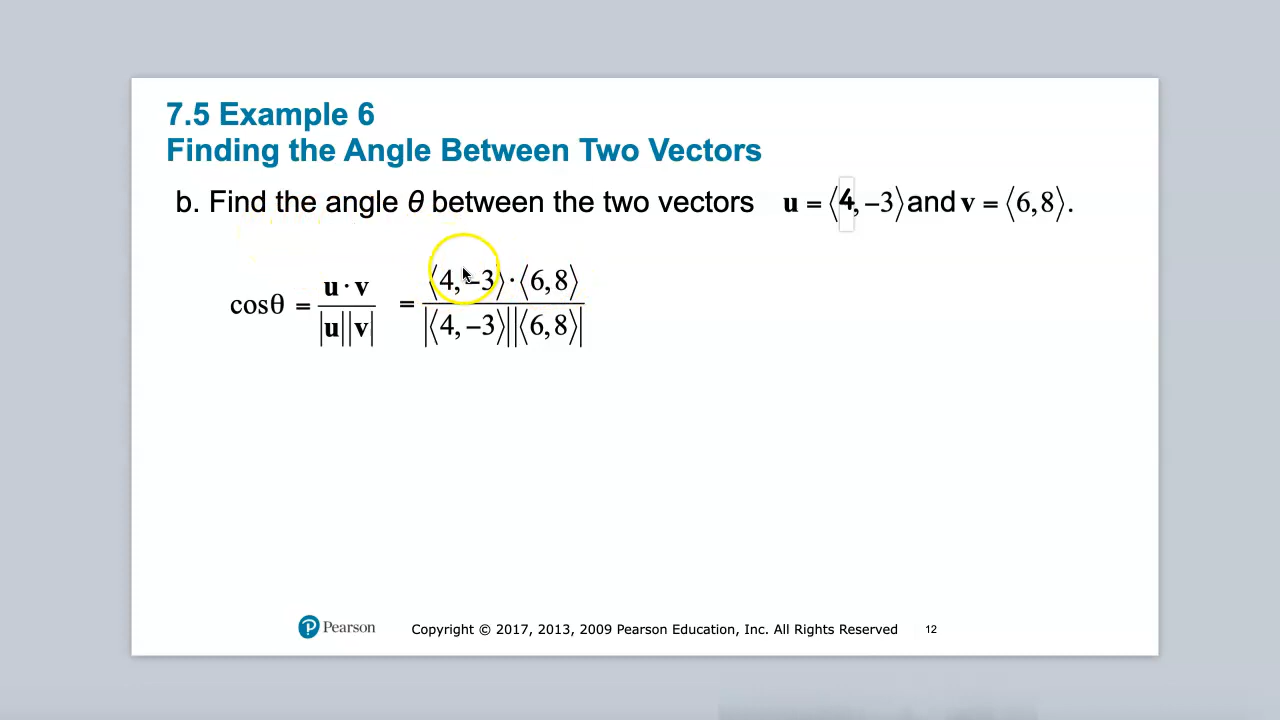 7.5 Example 6
Finding the Angle Between Two Vectors
b. Find the angle θ between the two vectors u = ⟨4, −3⟩ and v = ⟨6, 8⟩.
cosθ = u · v / |u||v| = ⟨4, −3⟩ · ⟨6, 8⟩ / |⟨4, −3⟩||⟨6, 8⟩|
P Pearson Copyright © 2017, 2013, 2009 Pearson Education, Inc. All Rights Reserved 12